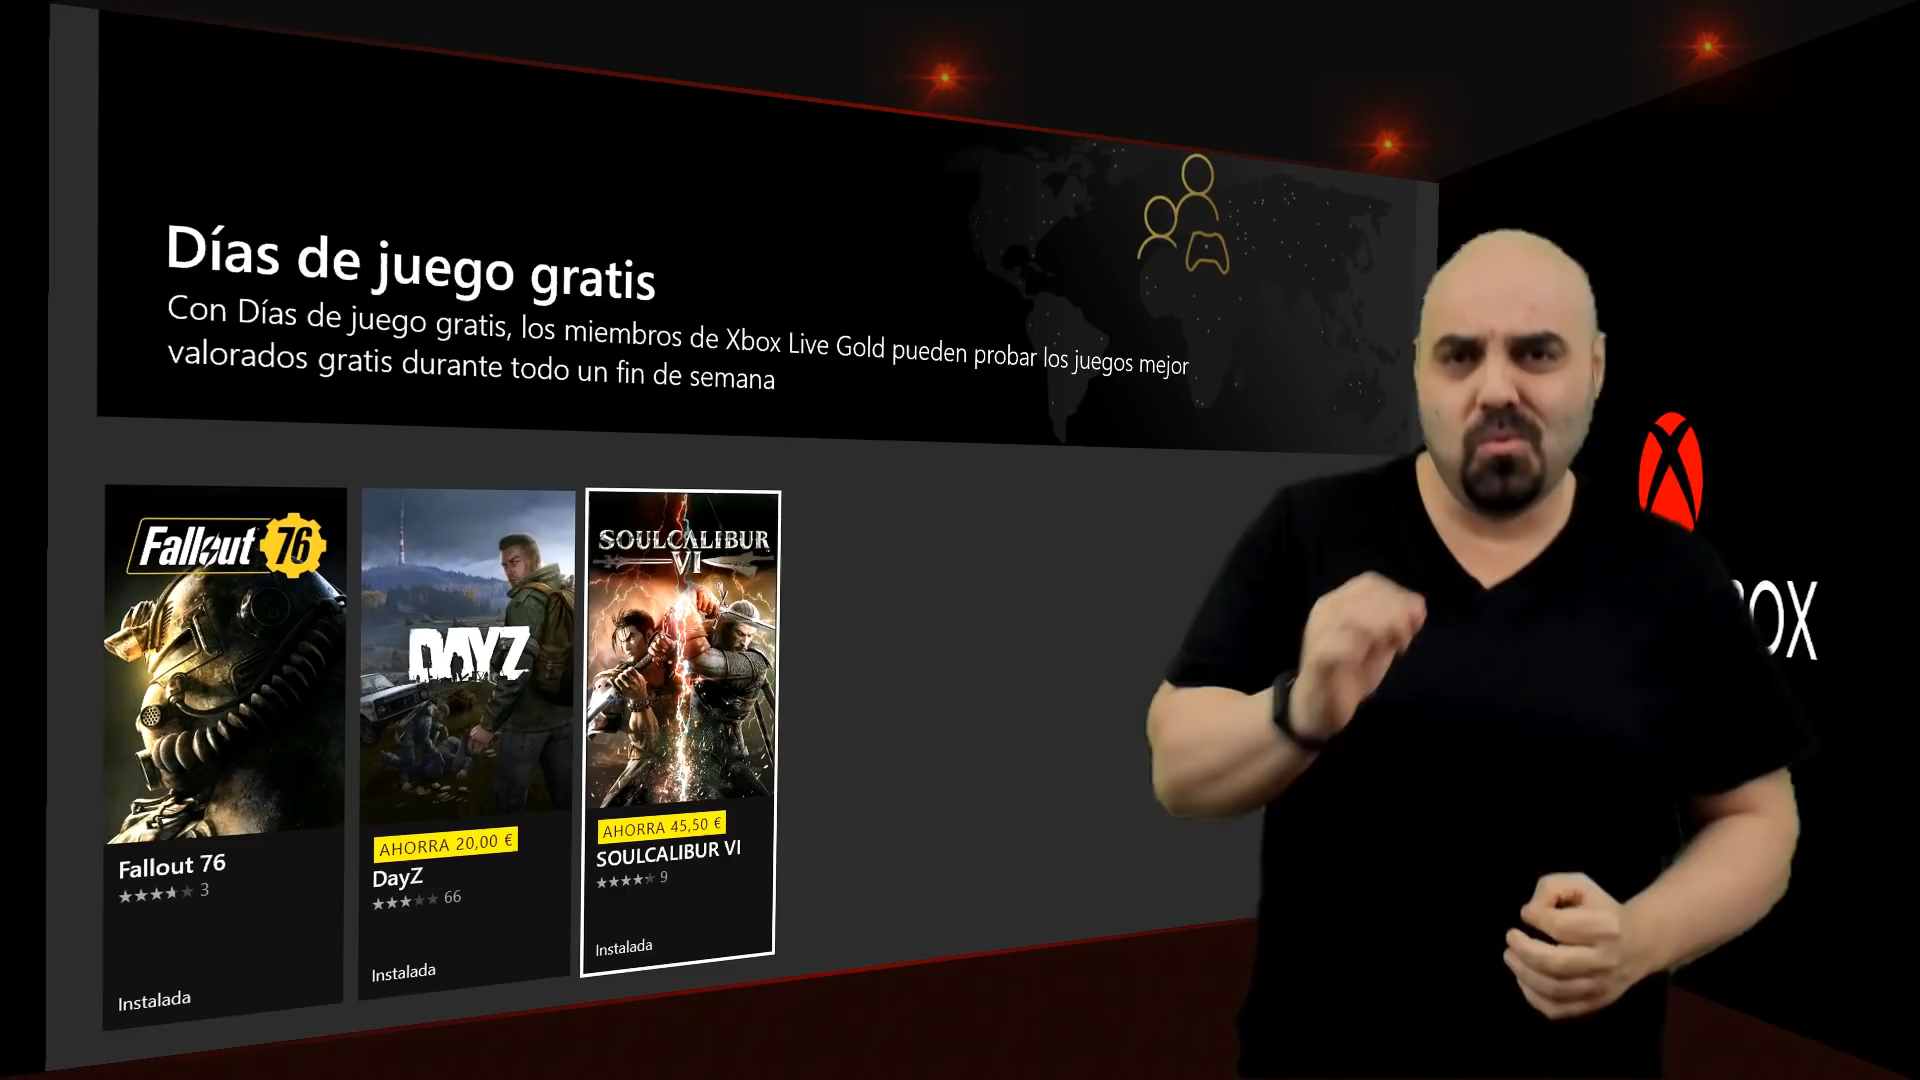 Días de juego gratis
Con Días de juego gratis, los miembros de Xbox Live Gold pueden probar los juegos mejor
valorados gratis durante todo un fin de semana
Fallout 76
DAYZ
SOULCALIBUR
VI
Fallout 76
3
Instalada
AHORRA 20,00 €
DayZ
66
Instalada
AHORRA 45,50 €
SOULCALIBUR VI
9
Instalada